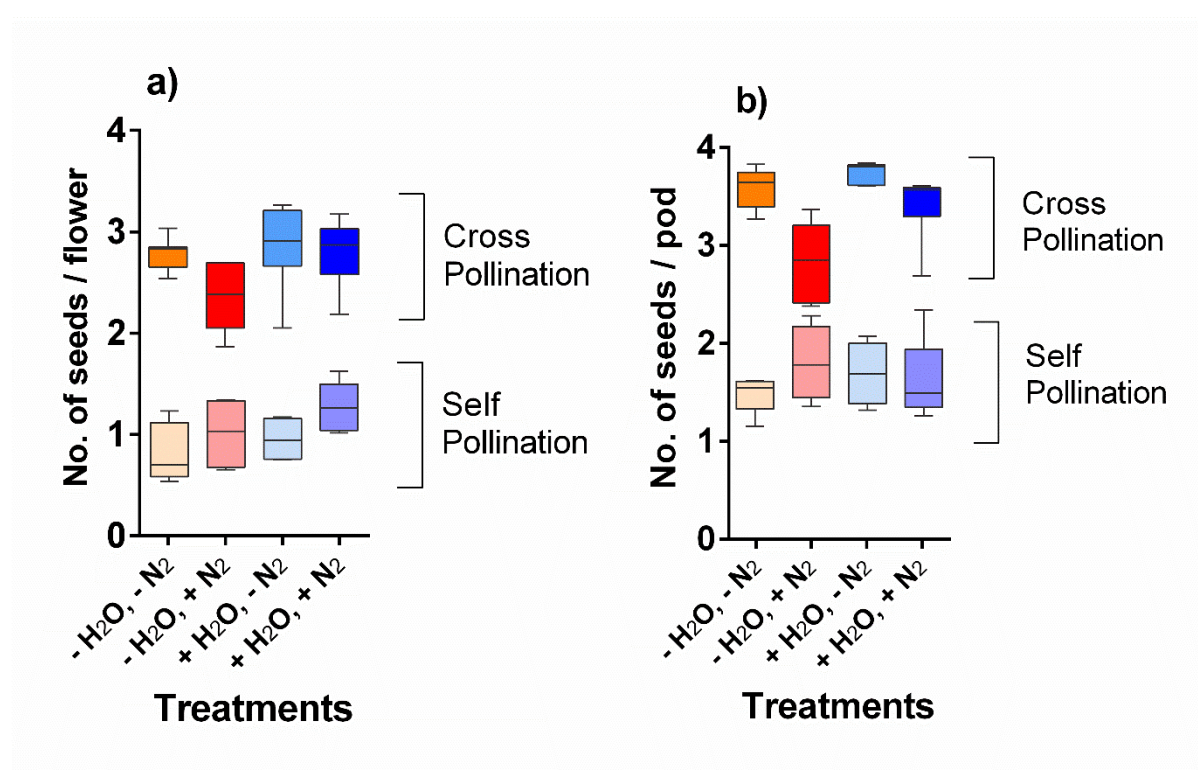 a)
No. of seeds / flower
4
3
2
1
0
Cross
Pollination
Self
Pollination
- H2O, - N2
- H2O, + N2
+ H2O, - N2
+ H2O, + N2
Treatments
b)
No. of seeds / pod
4
3
2
1
0
Cross
Pollination
Self
Pollination
- H2O, - N2
- H2O, + N2
+ H2O, - N2
+ H2O, + N2
Treatments